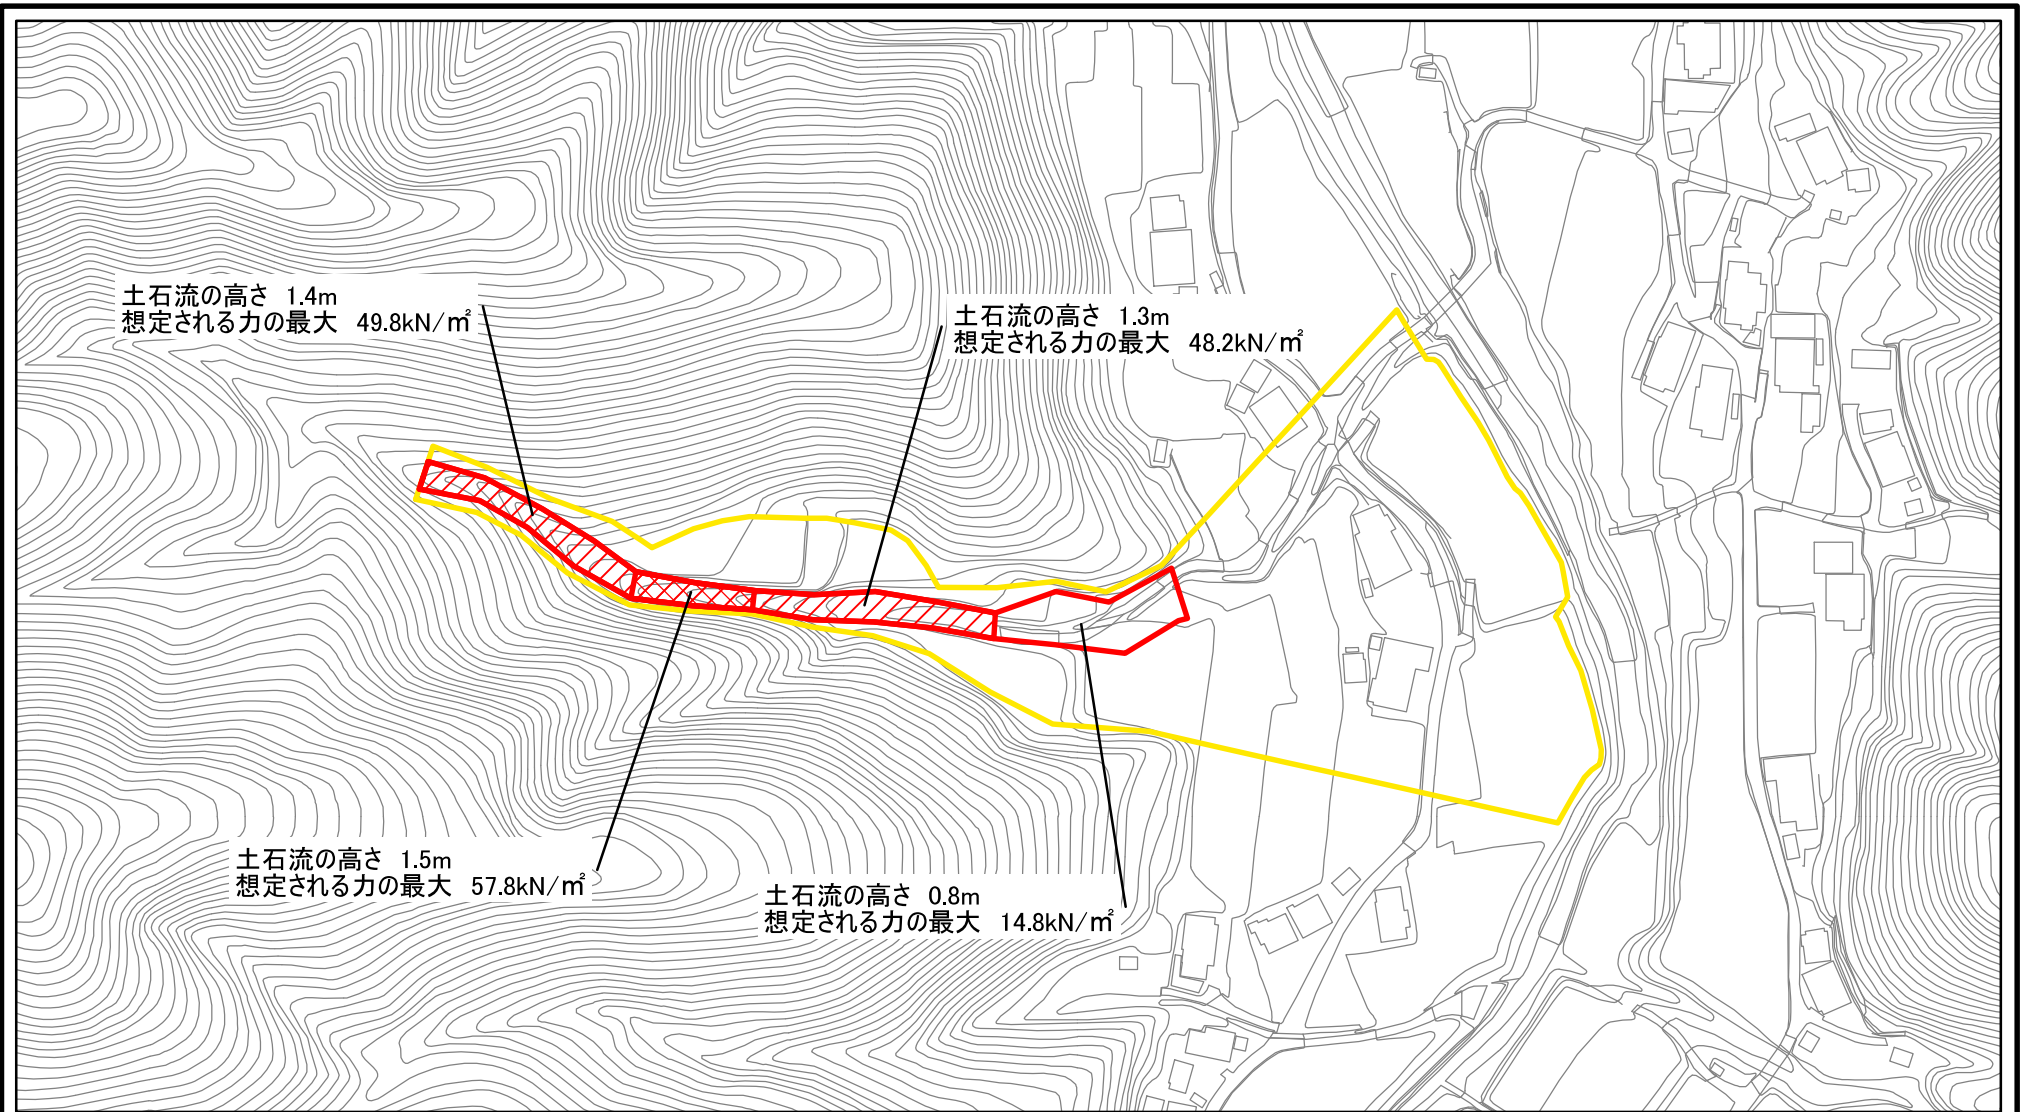 土石流の高さ 1.4m
想定される力の最大 49.8kN/㎡
土石流の高さ 1.3m
想定される力の最大 48.2kN/㎡
土石流の高さ 1.5m
想定される力の最大 57.8kN/㎡
土石流の高さ 0.8m
想定される力の最大 14.8kN/㎡